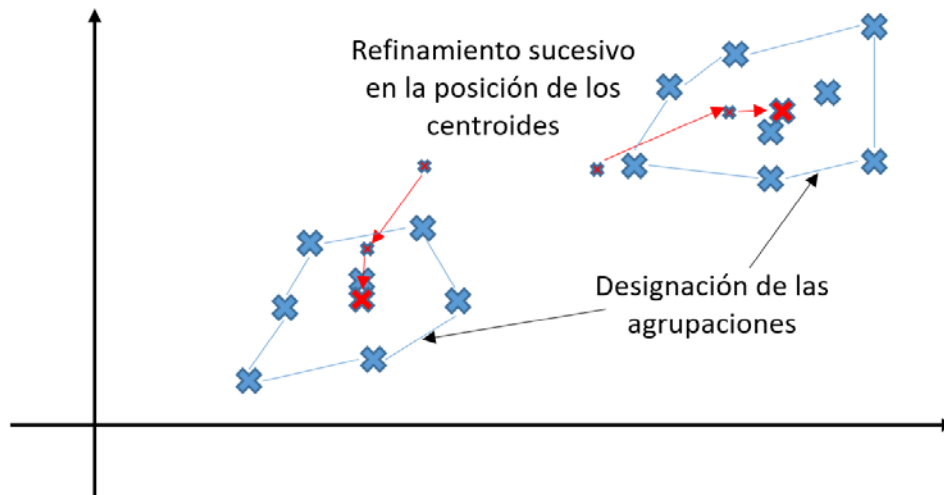 Refinamiento sucesivo
en la posición de los
centroides
Designación de las
agrupaciones